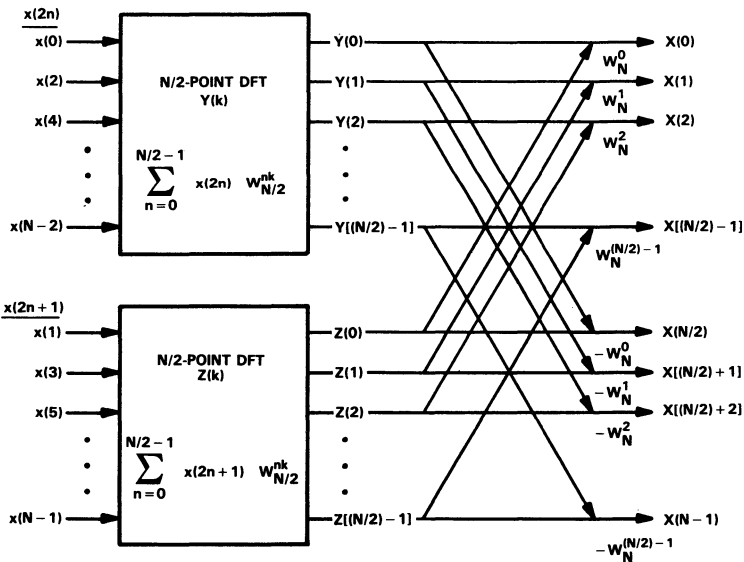 x(2n)
x(0) Y(0) X(0)
W_N^0
x(2) N/2-POINT DFT Y(1) X(1)
Y(k)
W_N^1
x(4) Y(2) X(2)
W_N^2
N/2−1
∑ x(2n) W_{N/2}^{nk}
n=0
x(N−2) Y[(N/2)−1] X[(N/2)−1]
W_N^{(N/2)−1}
x(2n+1)
x(1) Z(0) X(N/2)
N/2-POINT DFT −W_N^0
x(3) Z(k) Z(1) X[(N/2)+1]
−W_N^1
x(5) Z(2) X[(N/2)+2]
−W_N^2
N/2−1
∑ x(2n+1) W_{N/2}^{nk}
n=0
x(N−1) Z[(N/2)−1] X(N−1)
−W_N^{(N/2)−1}